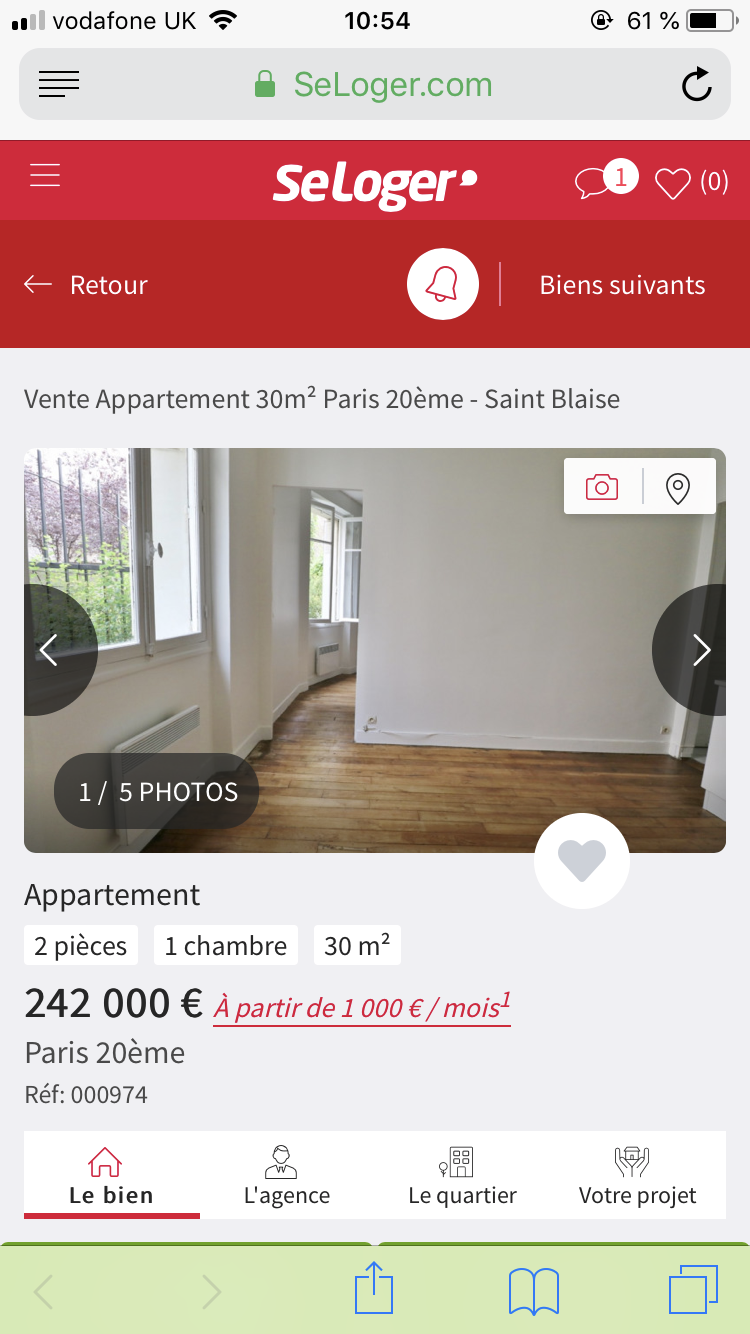 vodafone UK 10:54 61 %
SeLoger.com
SeLoger 1 (0)
Retour Biens suivants
Vente Appartement 30m² Paris 20ème - Saint Blaise
1 / 5 PHOTOS
Appartement
2 pièces 1 chambre 30 m²
242 000 € À partir de 1 000 € / mois¹
Paris 20ème
Réf: 000974
Le bien L'agence Le quartier Votre projet